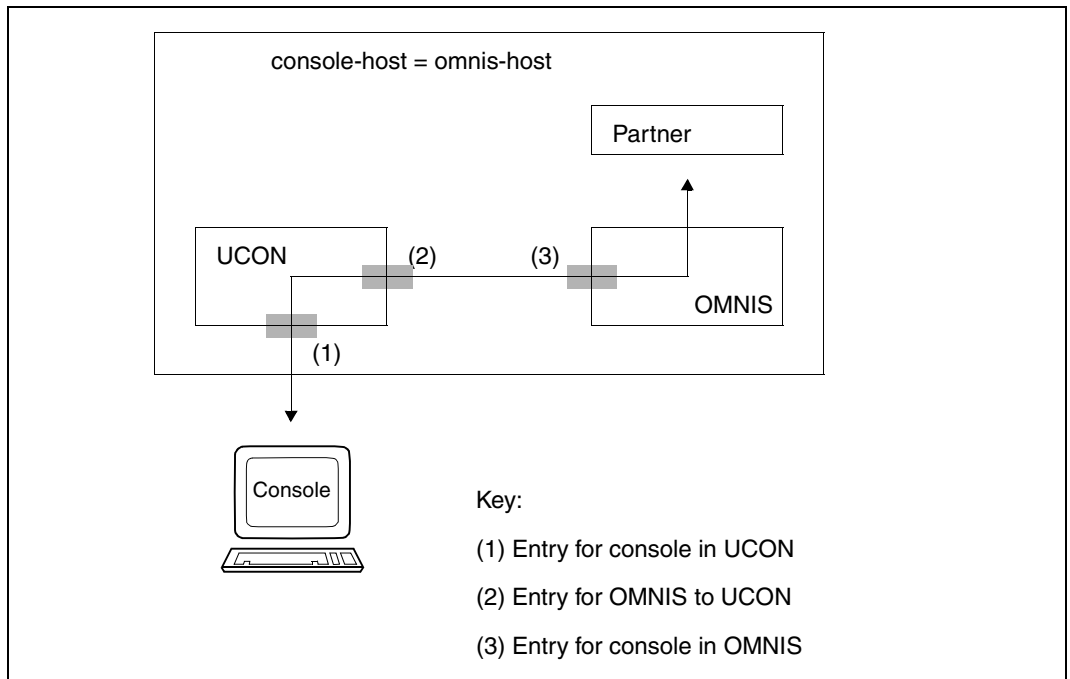 console-host = omnis-host
Partner
UCON
(2)
(3)
OMNIS
(1)
Console
Key:
(1) Entry for console in UCON
(2) Entry for OMNIS to UCON
(3) Entry for console in OMNIS